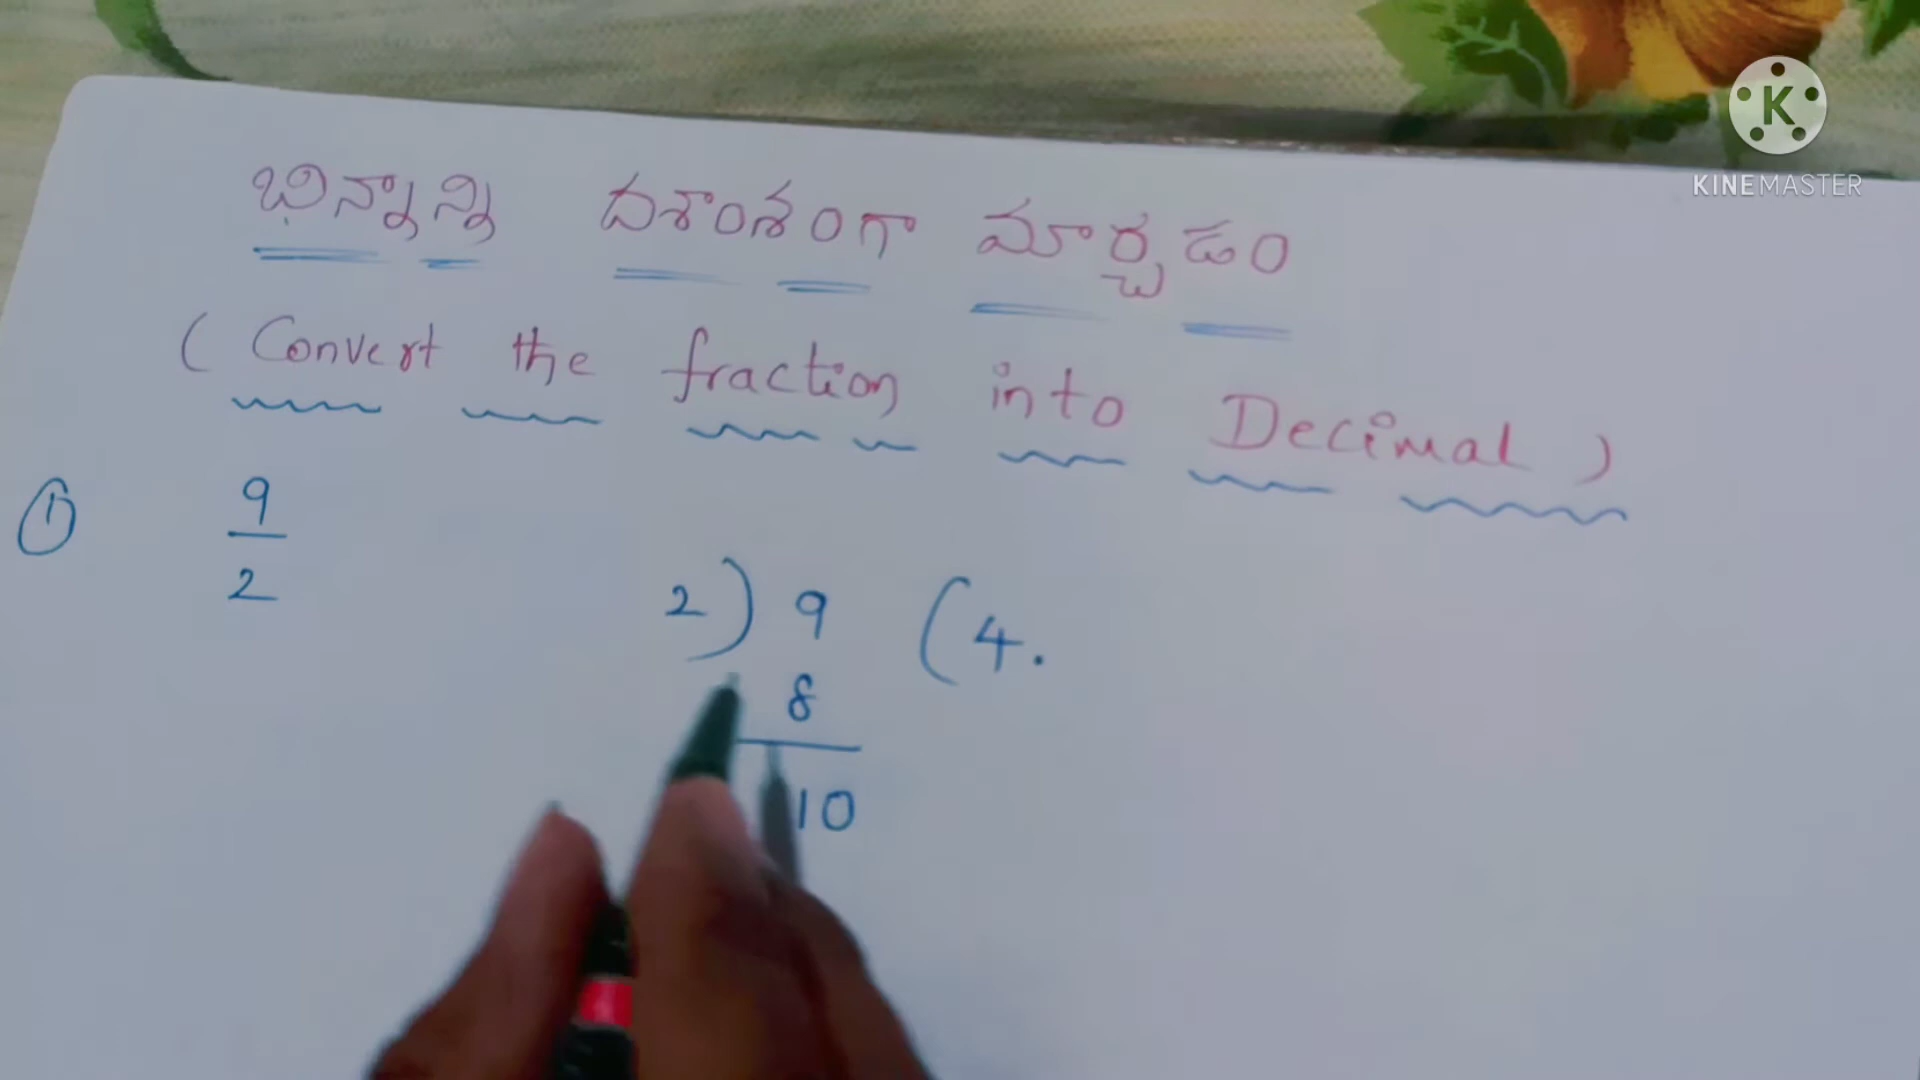 భిన్నాన్ని దశాంశంగా మార్చడం
KINEMASTER
( Convert the fraction into Decimal )
① 9
2
2 ) 9 ( 4.
8
10